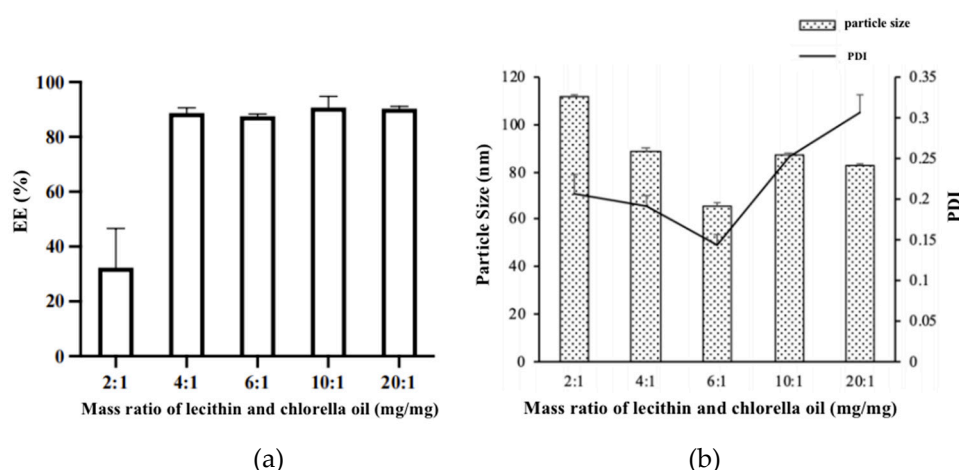 100
80
60
40
20
0
EE (%)
2:1 4:1 6:1 10:1 20:1
Mass ratio of lecithin and chlorella oil (mg/mg)
(a)
particle size
PDI
120
100
80
60
40
20
0
Particle Size (nm)
0.35
0.3
0.25
0.2
0.15
0.1
0.05
0
PDI
2:1 4:1 6:1 10:1 20:1
Mass ratio of lecithin and chlorella oil (mg/mg)
(b)